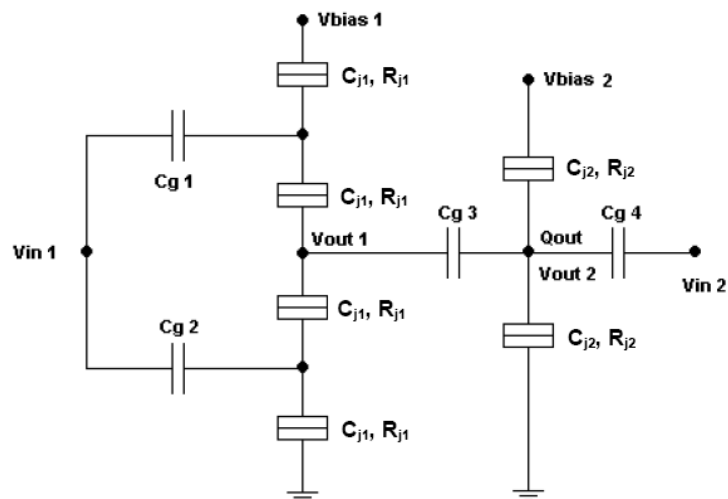 Vbias 1
Cj1, Rj1
Vbias 2
Cg 1
Cj2, Rj2
Cj1, Rj1
Cg 3
Cg 4
Vin 1
Vout 1
Qout
Vout 2
Vin 2
Cj1, Rj1
Cg 2
Cj2, Rj2
Cj1, Rj1